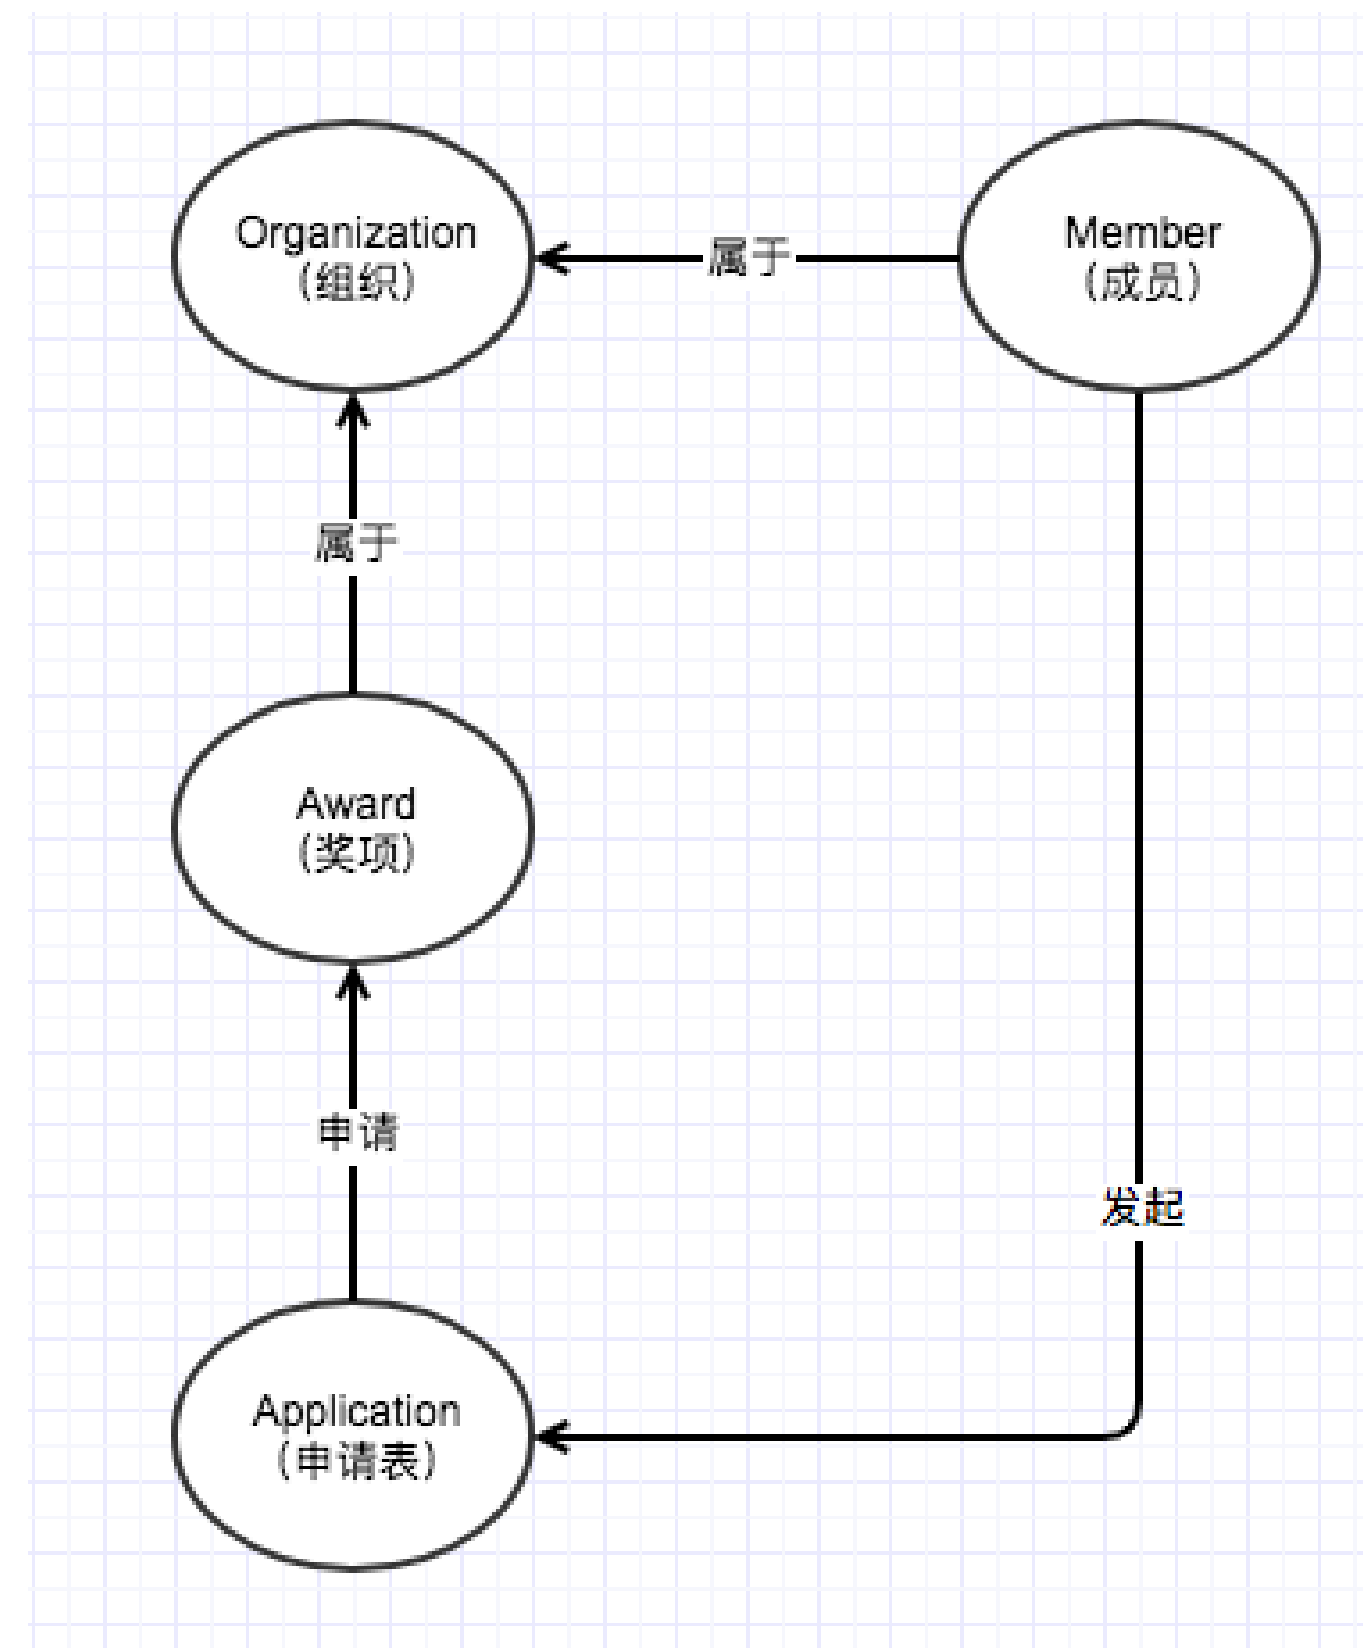 Organization
(组织)
属于
Member
(成员)
属于
Award
(奖项)
申请
发起
Application
(申请表)